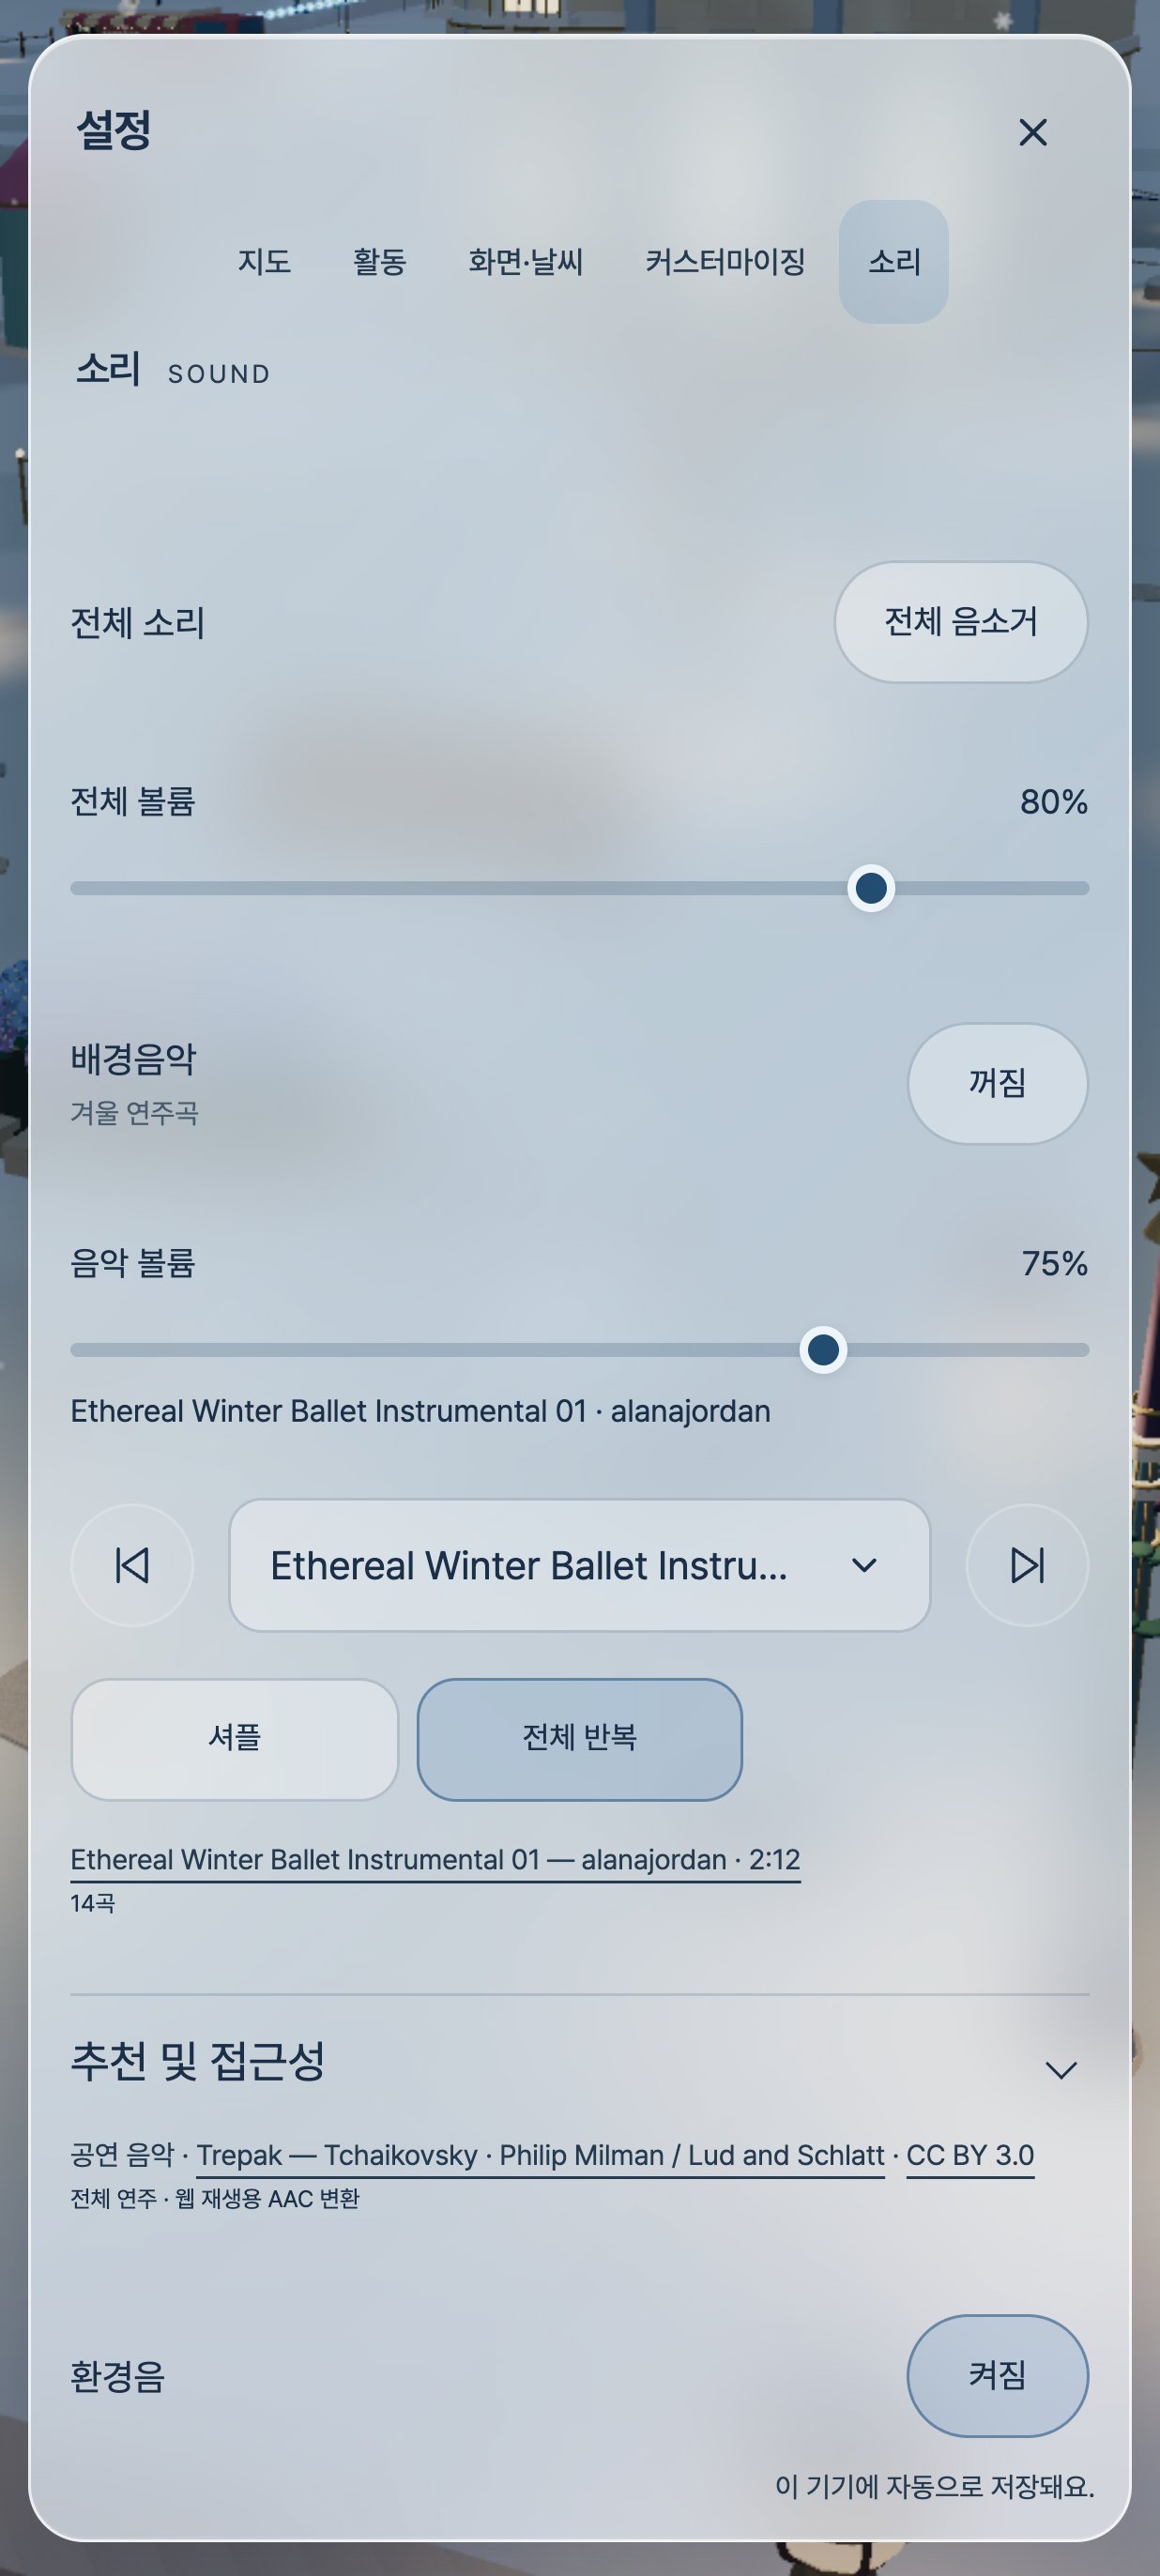 설정
지도 활동 화면·날씨 커스터마이징 소리
소리 SOUND
전체 소리 전체 음소거
전체 볼륨 80%
배경음악 꺼짐
겨울 연주곡
음악 볼륨 75%
Ethereal Winter Ballet Instrumental 01 · alanajordan
Ethereal Winter Ballet Instru...
셔플 전체 반복
Ethereal Winter Ballet Instrumental 01 — alanajordan · 2:12
14곡
추천 및 접근성
공연 음악 · Trepak — Tchaikovsky · Philip Milman / Lud and Schlatt · CC BY 3.0
전체 연주 · 웹 재생용 AAC 변환
환경음 켜짐
이 기기에 자동으로 저장돼요.